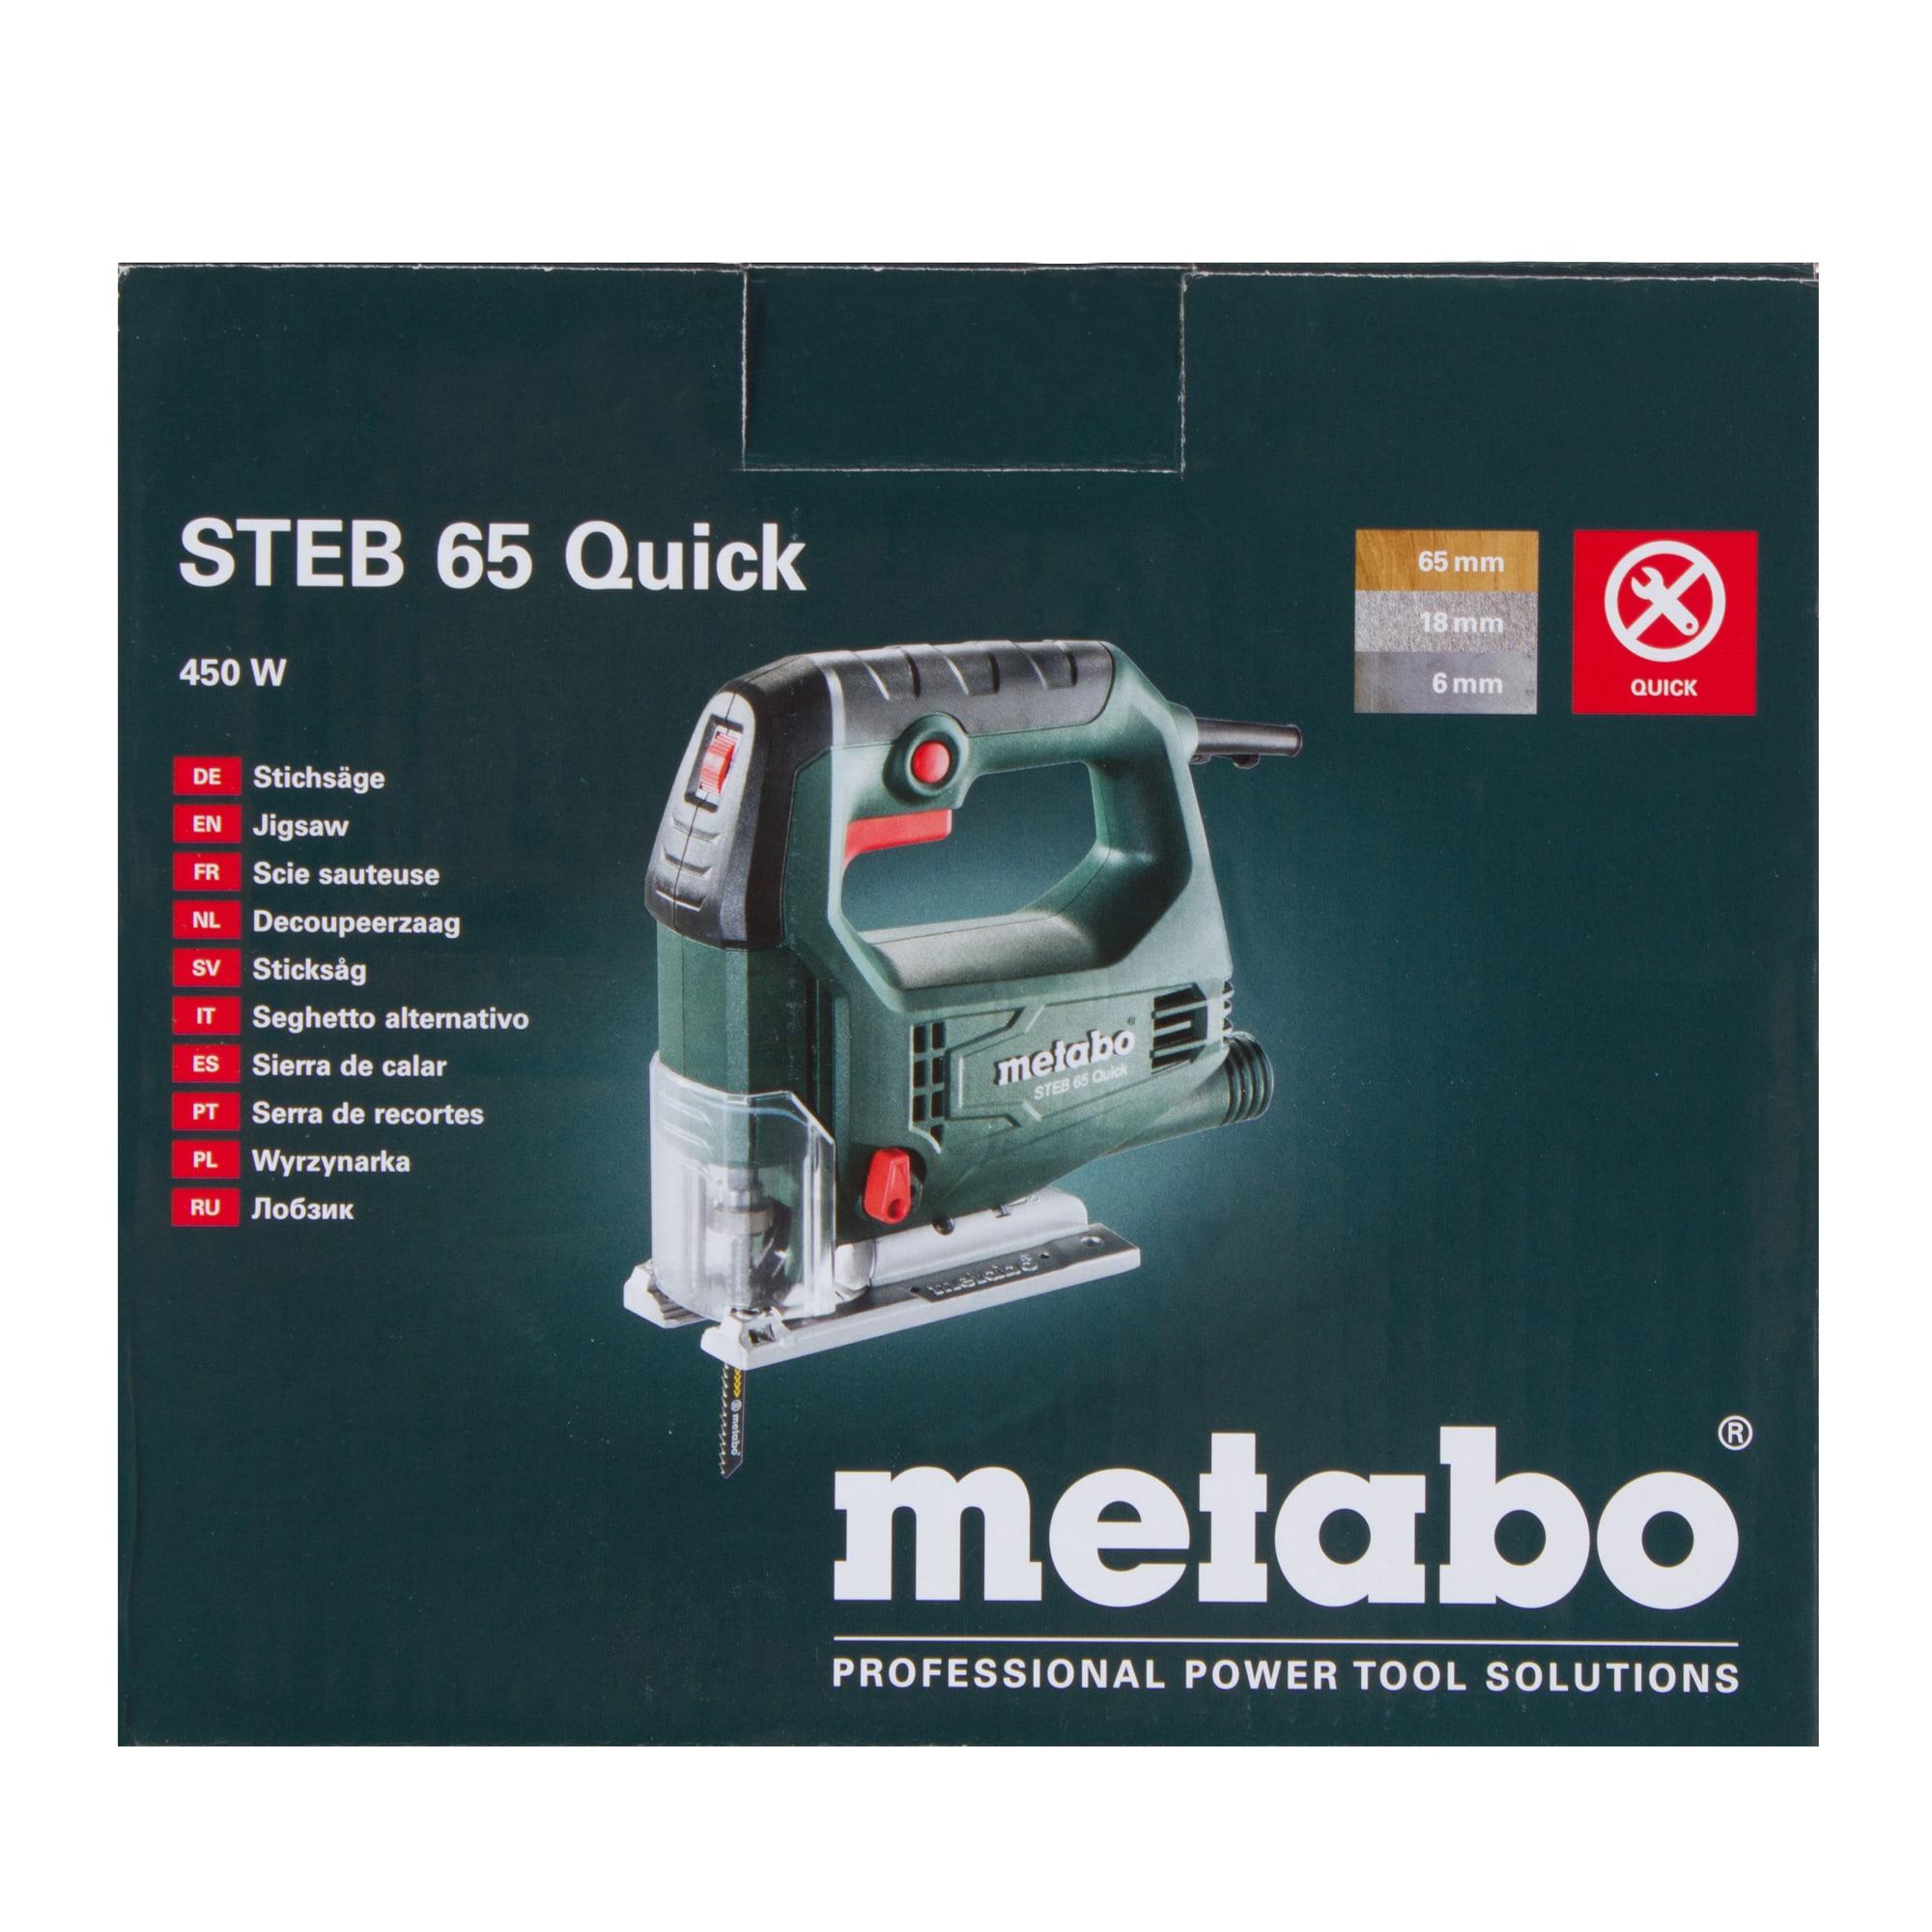 STEB 65 Quick
450 W
65 mm
18 mm
6 mm
QUICK
DE Stichsäge
EN Jigsaw
FR Scie sauteuse
NL Decoupeerzaag
SV Sticksåg
IT Seghetto alternativo
ES Sierra de calar
PT Serra de recortes
PL Wyrzynarka
RU Лобзик
metabo®
STEB 65 Quick
metabo
metabo
metabo®
PROFESSIONAL POWER TOOL SOLUTIONS